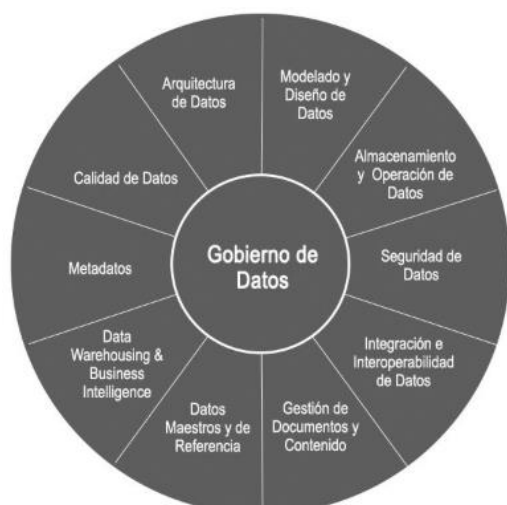 Arquitectura
de Datos
Modelado y
Diseño de
Datos
Almacenamiento
y Operación de
Datos
Seguridad de
Datos
Integración e
Interoperabilidad
de Datos
Gestión de
Documentos y
Contenido
Datos
Maestros y de
Referencia
Data
Warehousing &
Business
Intelligence
Metadatos
Calidad de Datos
Gobierno de
Datos